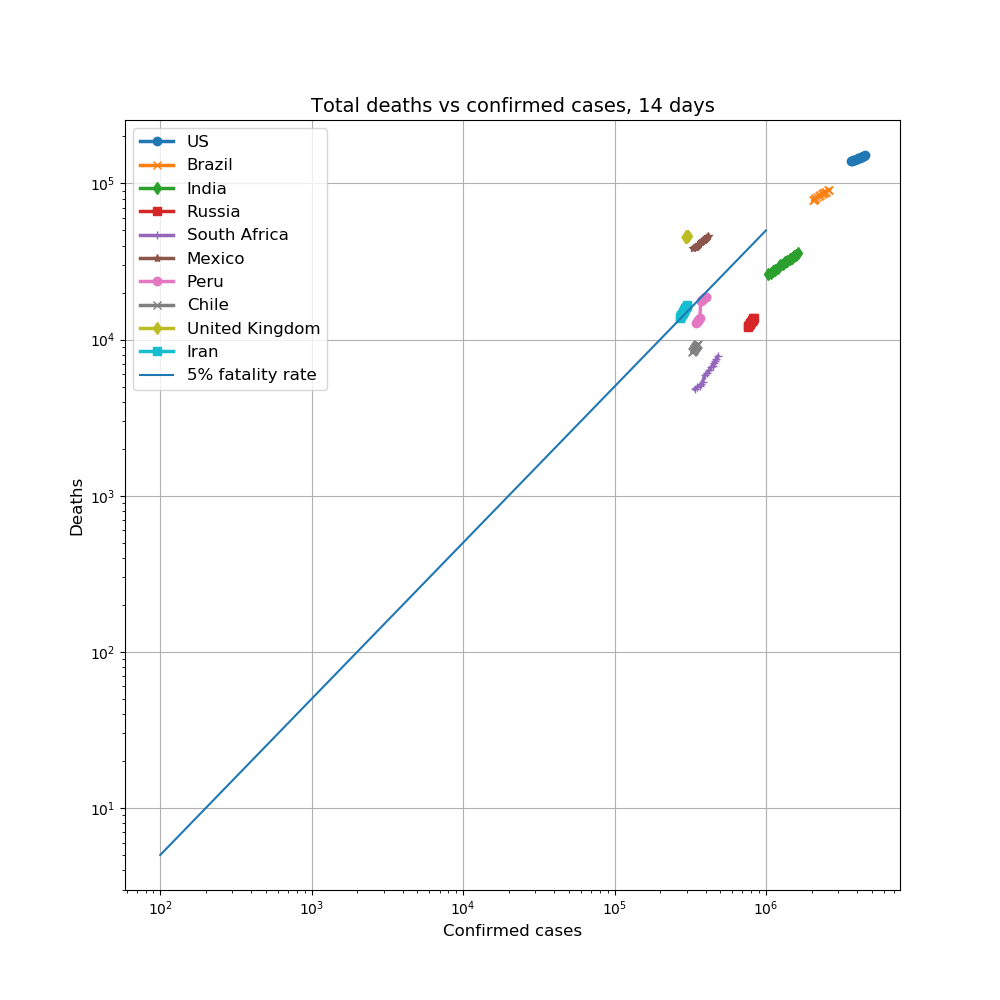 Total deaths vs confirmed cases, 14 days
US
Brazil
India
Russia
South Africa
Mexico
Peru
Chile
United Kingdom
Iran
5% fatality rate
Deaths
10⁵
10⁴
10³
10²
10¹
10² 10³ 10⁴ 10⁵ 10⁶
Confirmed cases